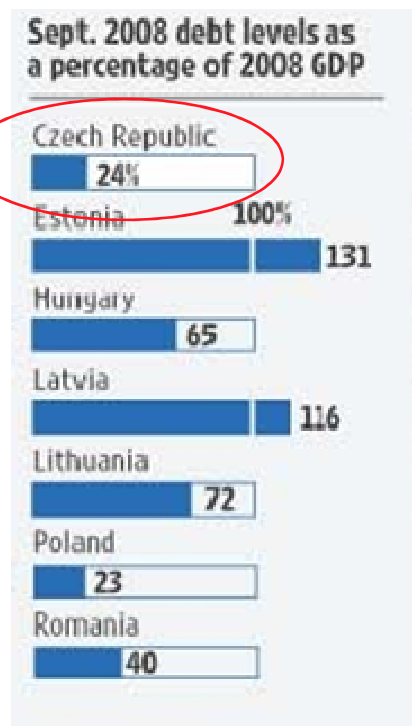 Sept. 2008 debt levels as
a percentage of 2008 GDP
Czech Republic
24%
Estonia 100%
131
Hungary
65
Latvia
116
Lithuania
72
Poland
23
Romania
40